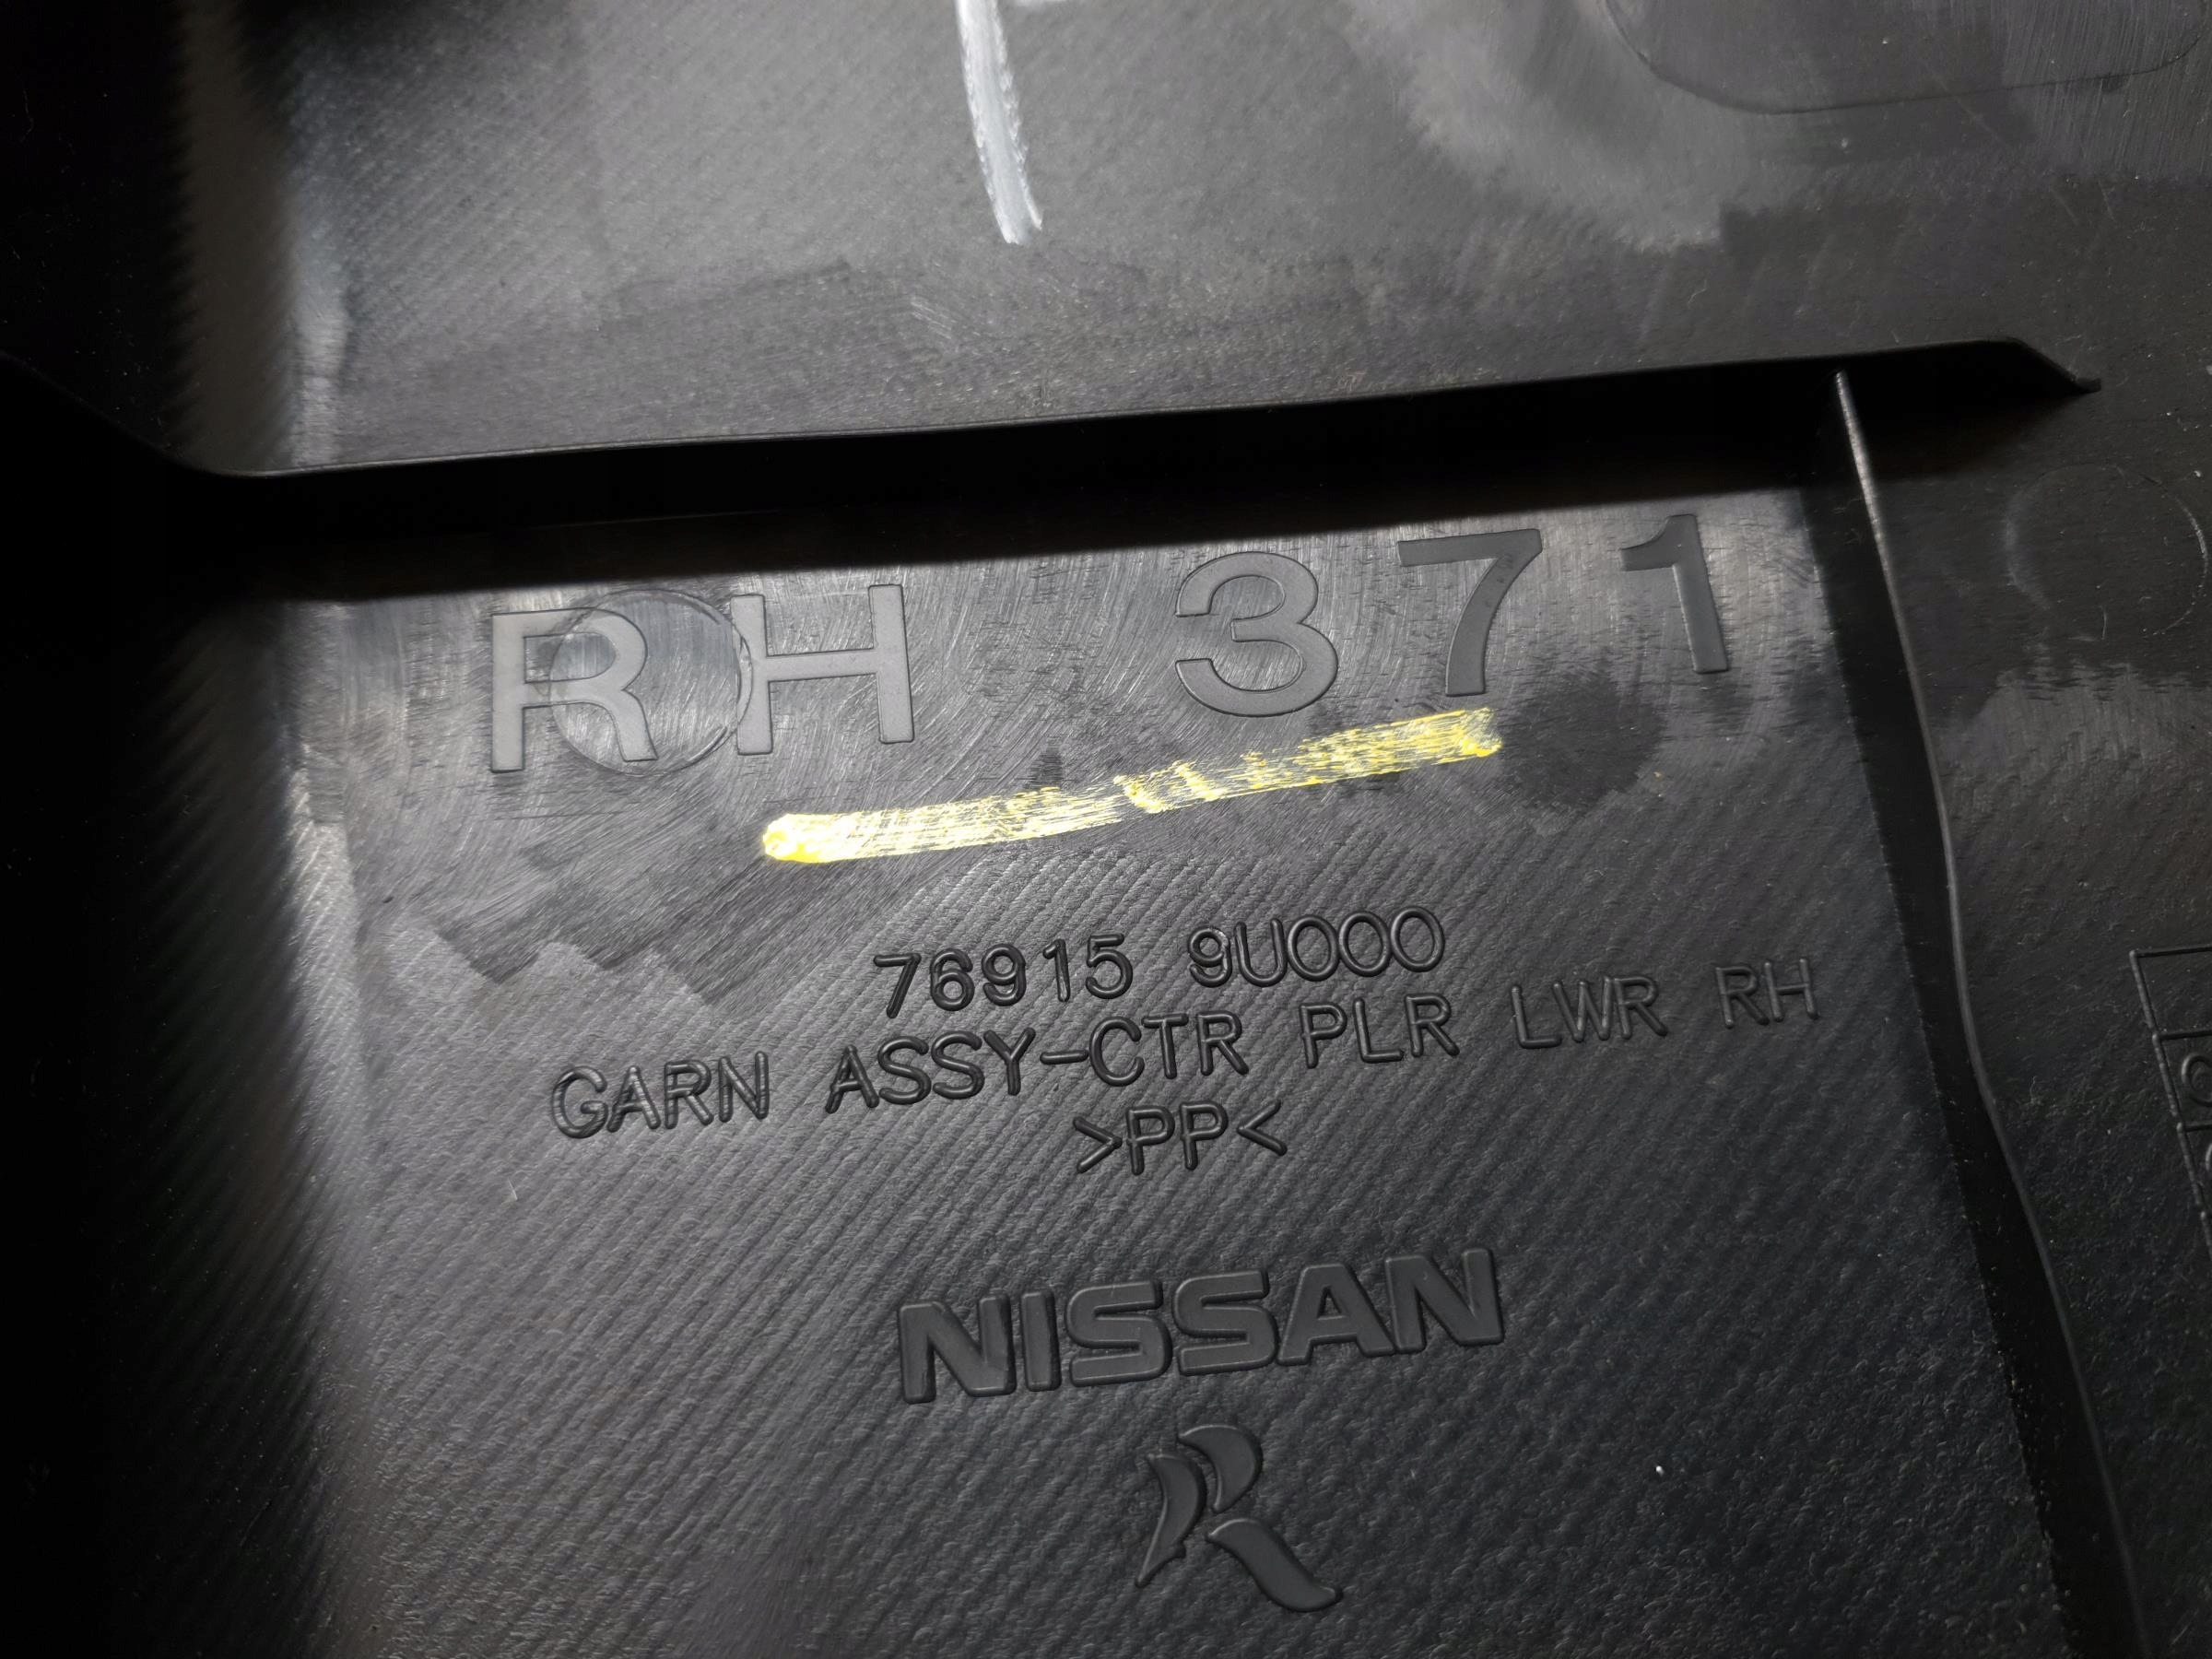 RH 371
76915 9U000
GARN ASSY-CTR PLR LWR RH
>PP<
NISSAN
R